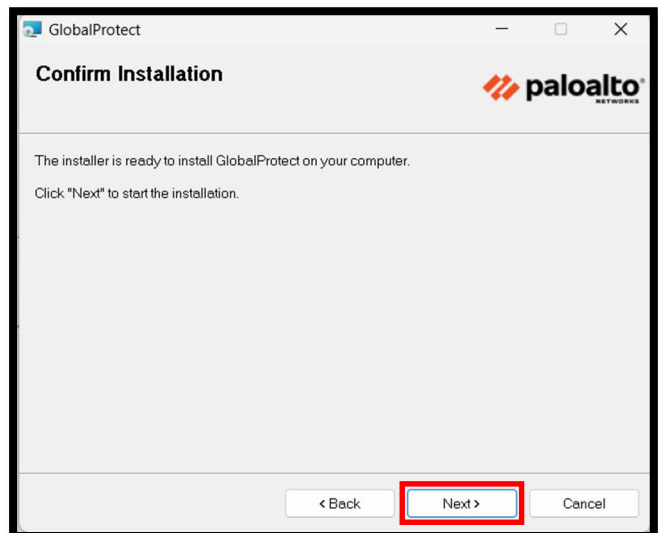 GlobalProtect
Confirm Installation
paloalto
NETWORKS
The installer is ready to install GlobalProtect on your computer.
Click "Next" to start the installation.
< Back
Next >
Cancel